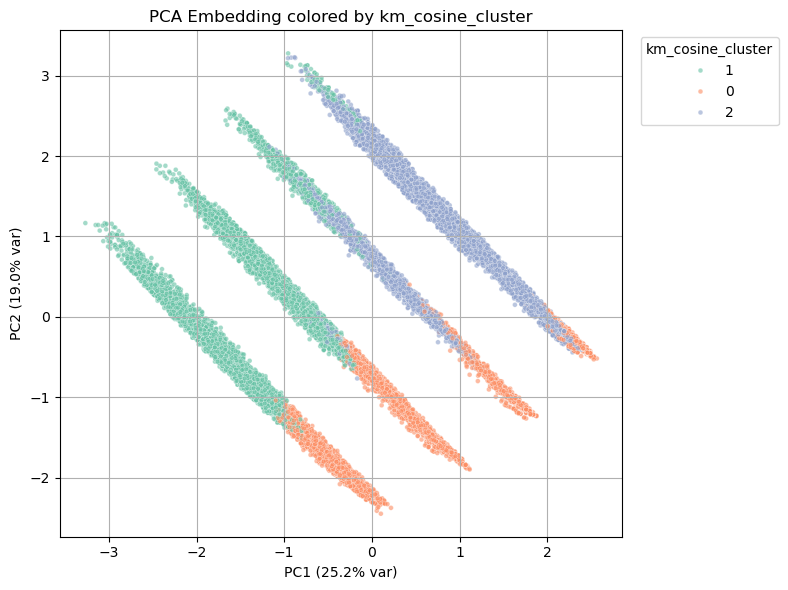 PCA Embedding colored by km_cosine_cluster
km_cosine_cluster
1
0
2
3
2
1
0
−1
−2
PC2 (19.0% var)
−3 −2 −1 0 1 2
PC1 (25.2% var)